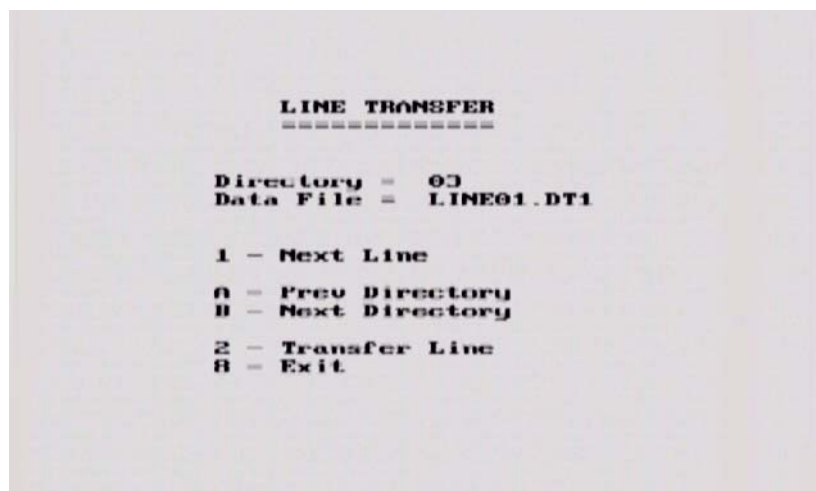 LINE TRANSFER
=============
Directory = 03
Data File = LINE01.DT1
1 - Next Line
A - Prev Directory
B - Next Directory
2 - Transfer Line
8 - Exit